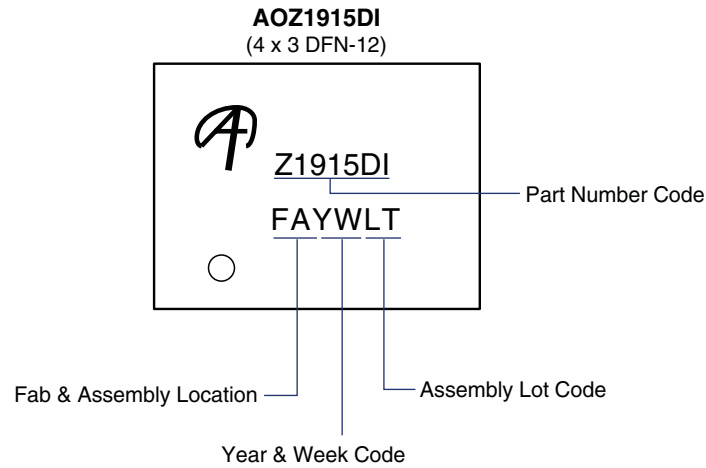 AOZ1915DI
(4 x 3 DFN-12)
Z1915DI
Part Number Code
FAYWLT
Fab & Assembly Location
Assembly Lot Code
Year & Week Code